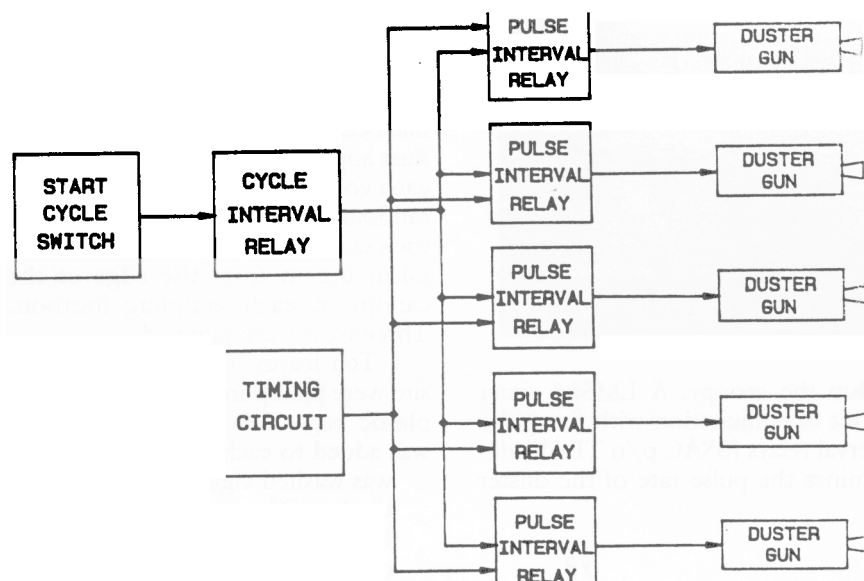 PULSE
INTERVAL
RELAY
DUSTER
GUN
START
CYCLE
SWITCH
CYCLE
INTERVAL
RELAY
PULSE
INTERVAL
RELAY
DUSTER
GUN
PULSE
INTERVAL
RELAY
DUSTER
GUN
TIMING
CIRCUIT
PULSE
INTERVAL
RELAY
DUSTER
GUN
PULSE
INTERVAL
RELAY
DUSTER
GUN